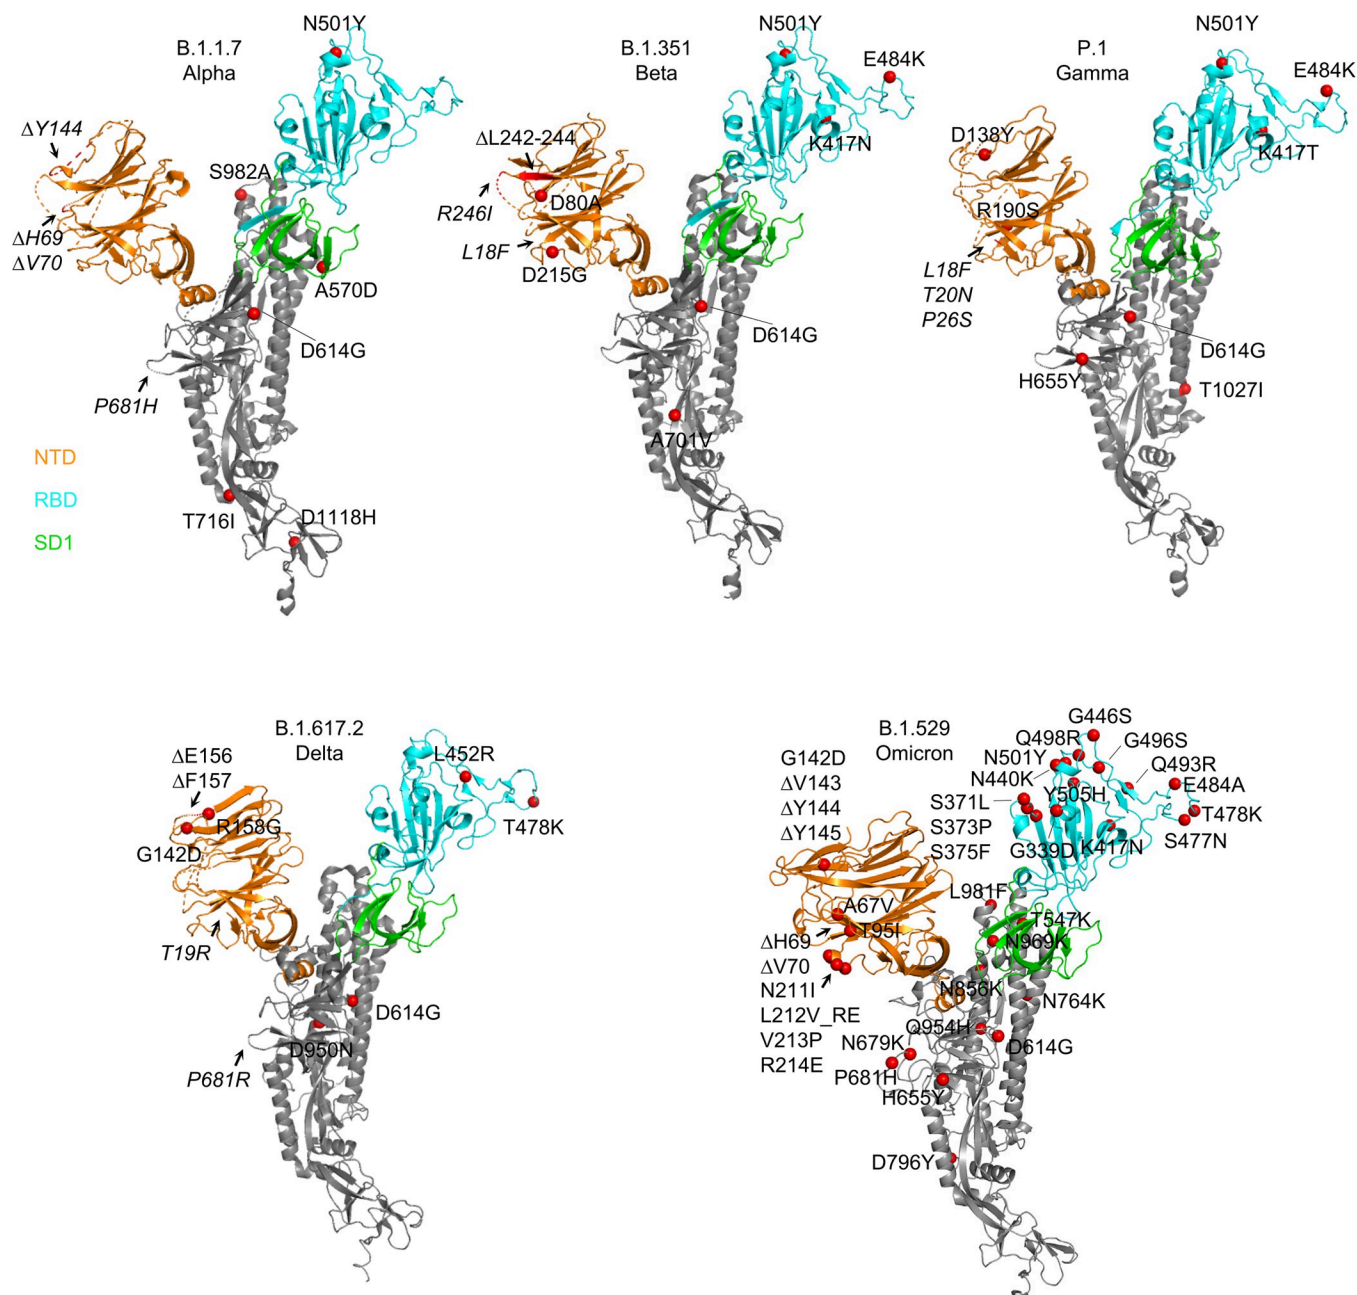 B.1.1.7
Alpha
N501Y
ΔY144
S982A
ΔH69
ΔV70
A570D
D614G
P681H
T716I
D1118H
NTD
RBD
SD1
B.1.351
Beta
N501Y
E484K
K417N
ΔL242-244
R246I
D80A
L18F
D215G
D614G
A701V
P.1
Gamma
N501Y
E484K
K417T
D138Y
R190S
L18F
T20N
P26S
D614G
H655Y
T1027I
B.1.617.2
Delta
ΔE156
ΔF157
R158G
G142D
T19R
L452R
T478K
D614G
D950N
P681R
B.1.529
Omicron
G142D
ΔV143
ΔY144
ΔY145
G446S
Q498R
G496S
N501Y
Q493R
N440K
E484A
Y505H
S371L
T478K
S373P
K417N
S477N
S375F
G339D
L981F
A67V
T95I
T547K
N969K
ΔH69
ΔV70
N211I
L212V_RE
V213P
R214E
N856K
N764K
Q954H
D614G
N679K
P681H
H655Y
D796Y